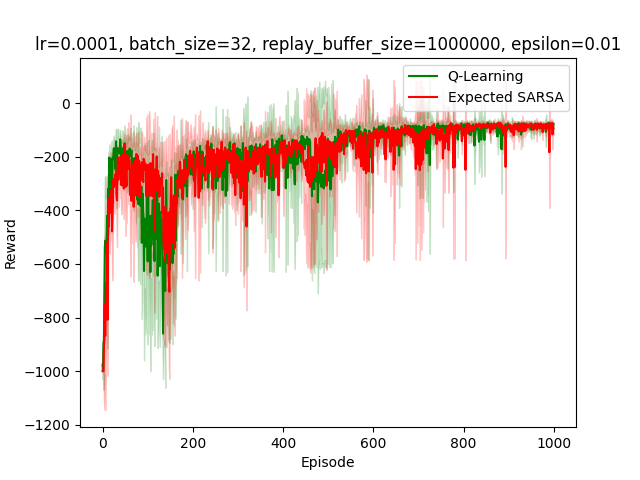 lr=0.0001, batch_size=32, replay_buffer_size=1000000, epsilon=0.01
Q-Learning
Expected SARSA
0
−200
−400
−600
−800
−1000
−1200
Reward
0 200 400 600 800 1000
Episode